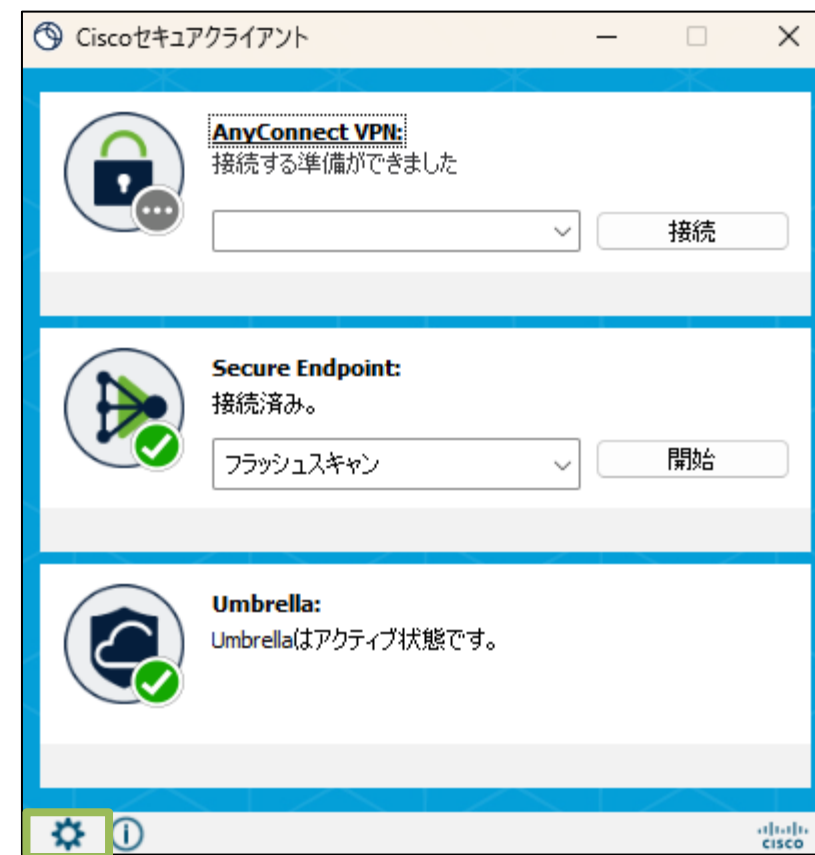 Ciscoセキュアクライアント
AnyConnect VPN:
接続する準備ができました
接続
Secure Endpoint:
接続済み。
フラッシュスキャン
開始
Umbrella:
Umbrellaはアクティブ状態です。
CISCO